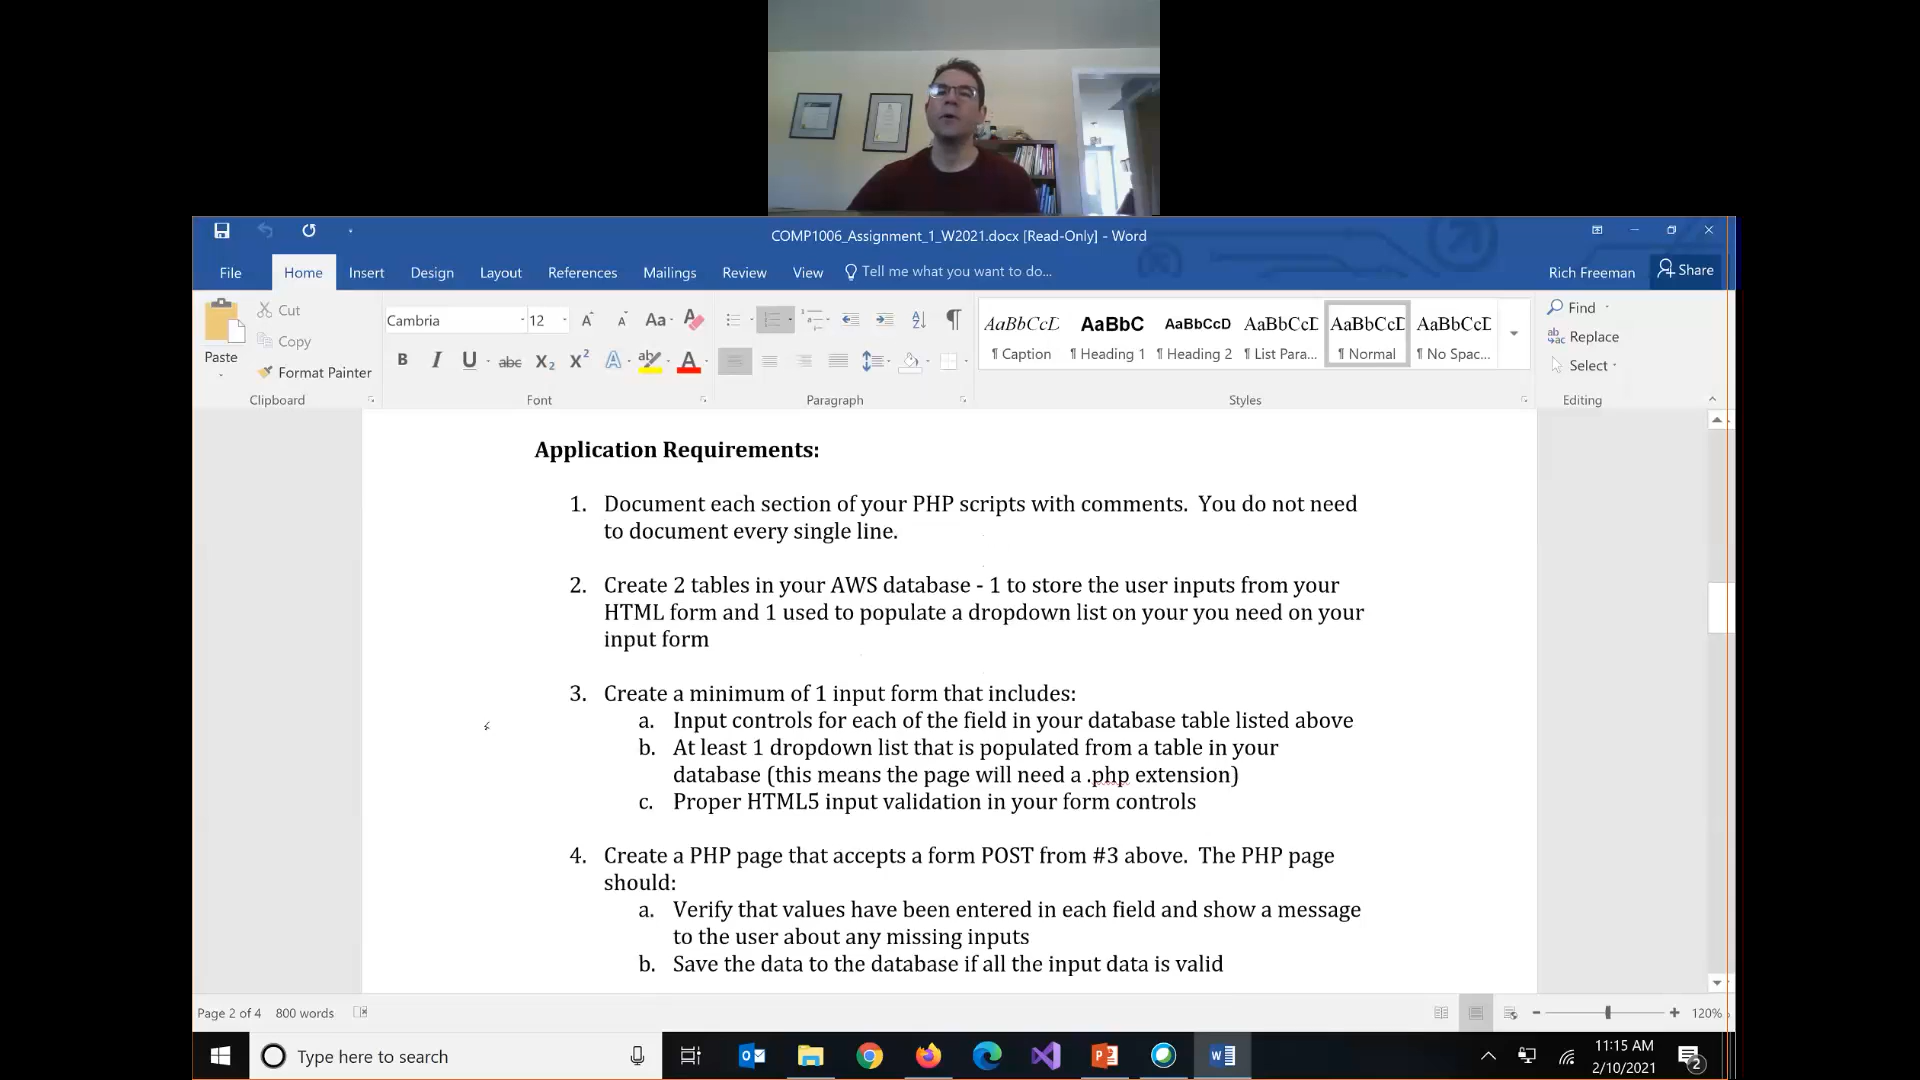 COMP1006_Assignment_1_W2021.docx [Read-Only] - Word
File Home Insert Design Layout References Mailings Review View Tell me what you want to do... Rich Freeman Share
Paste
Cut
Copy
Format Painter
Clipboard
Cambria 12
Font
Paragraph
AaBbCcD AaBbC AaBbCcD AaBbCcD AaBbCcD AaBbCcD
¶ Caption ¶ Heading 1 ¶ Heading 2 ¶ List Para... ¶ Normal ¶ No Spac...
Styles
Find
Replace
Select
Editing
Application Requirements:
1. Document each section of your PHP scripts with comments. You do not need
to document every single line.
2. Create 2 tables in your AWS database - 1 to store the user inputs from your
HTML form and 1 used to populate a dropdown list on your you need on your
input form
3. Create a minimum of 1 input form that includes:
a. Input controls for each of the field in your database table listed above
b. At least 1 dropdown list that is populated from a table in your
database (this means the page will need a .php extension)
c. Proper HTML5 input validation in your form controls
4. Create a PHP page that accepts a form POST from #3 above. The PHP page
should:
a. Verify that values have been entered in each field and show a message
to the user about any missing inputs
b. Save the data to the database if all the input data is valid
Page 2 of 4 800 words 120%
Type here to search
11:15 AM
2/10/2021
2